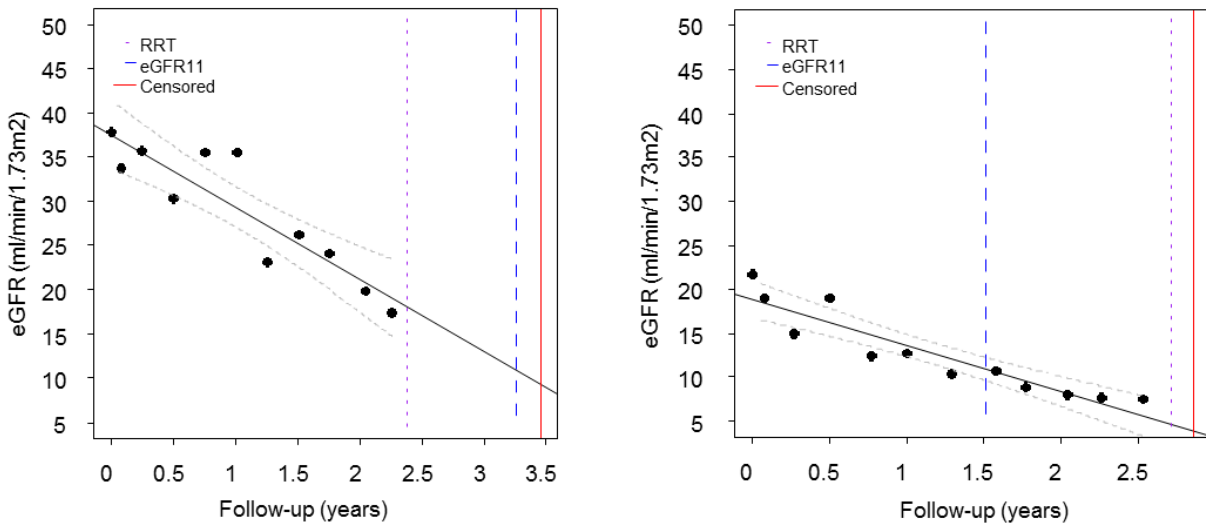 50
45
40
35
30
25
20
15
10
5
eGFR (ml/min/1.73m2)
RRT
eGFR11
Censored
0 0.5 1 1.5 2 2.5 3 3.5
Follow-up (years)
50
45
40
35
30
25
20
15
10
5
eGFR (ml/min/1.73m2)
RRT
eGFR11
Censored
0 0.5 1 1.5 2 2.5
Follow-up (years)